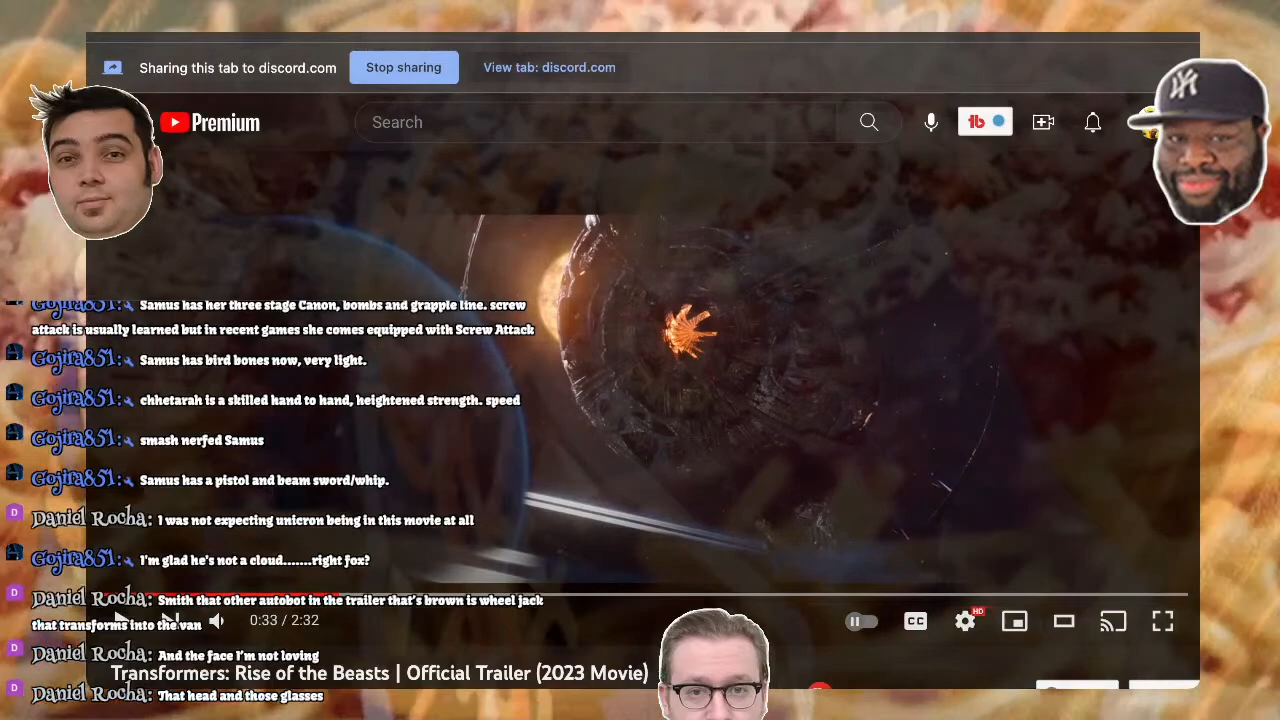 Sharing this tab to discord.com
Stop sharing
View tab: discord.com
Premium
Search
Gojira851: Samus has her three stage Canon, bombs and grapple line. screw
attack is usually learned but in recent games she comes equipped with Screw Attack
Gojira851: Samus has bird bones now, very light.
Gojira851: chhetarah is a skilled hand to hand, heightened strength. speed
Gojira851: smash nerfed Samus
Gojira851: Samus has a pistol and beam sword/whip.
D
Daniel Rocha: I was not expecting unicron being in this movie at all
Gojira851: I'm glad he's not a cloud.......right fox?
D
Daniel Rocha: Smith that other autobot in the trailer that's brown is wheel jack
that transforms into the van
0:33 / 2:32
CC
HD
D
Daniel Rocha: And the face I'm not loving
Transformers: Rise of the Beasts | Official Trailer (2023 Movie)
D
Daniel Rocha: That head and those glasses